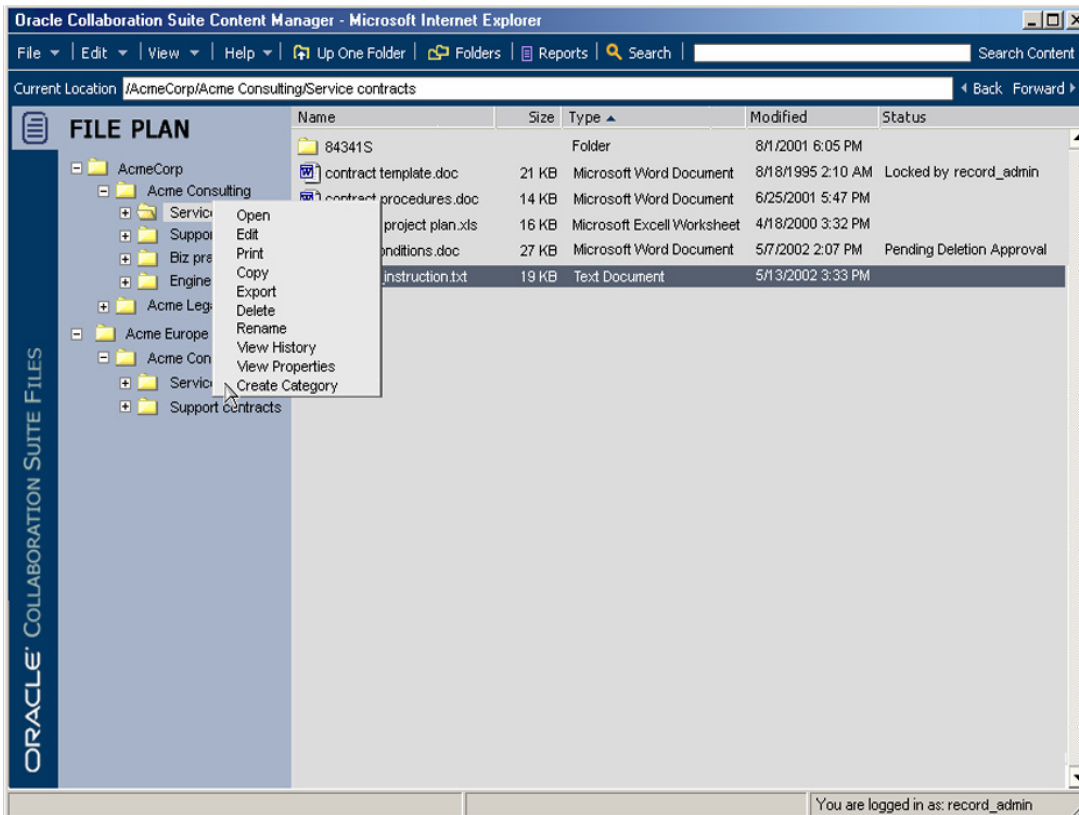 Oracle Collaboration Suite Content Manager - Microsoft Internet Explorer
File Edit View Help Up One Folder Folders Reports Search Search Content
Current Location /AcmeCorp/Acme Consulting/Service contracts Back Forward
FILE PLAN
AcmeCorp
Acme Consulting
Servic
Suppor
Biz pra
Engine
Acme Leg
Acme Europe
Acme Con
Servic
Support contracts
Open
Edit
Print
Copy
Export
Delete
Rename
View History
View Properties
Create Category
Name Size Type Modified Status
84341S Folder 8/1/2001 6:05 PM
contract template.doc 21 KB Microsoft Word Document 8/18/1995 2:10 AM Locked by record_admin
contract procedures.doc 14 KB Microsoft Word Document 6/25/2001 5:47 PM
project plan.xls 16 KB Microsoft Excell Worksheet 4/18/2000 3:32 PM
onditions.doc 27 KB Microsoft Word Document 5/7/2002 2:07 PM Pending Deletion Approval
_instruction.txt 19 KB Text Document 5/13/2002 3:33 PM
ORACLE COLLABORATION SUITE FILES
You are logged in as: record_admin